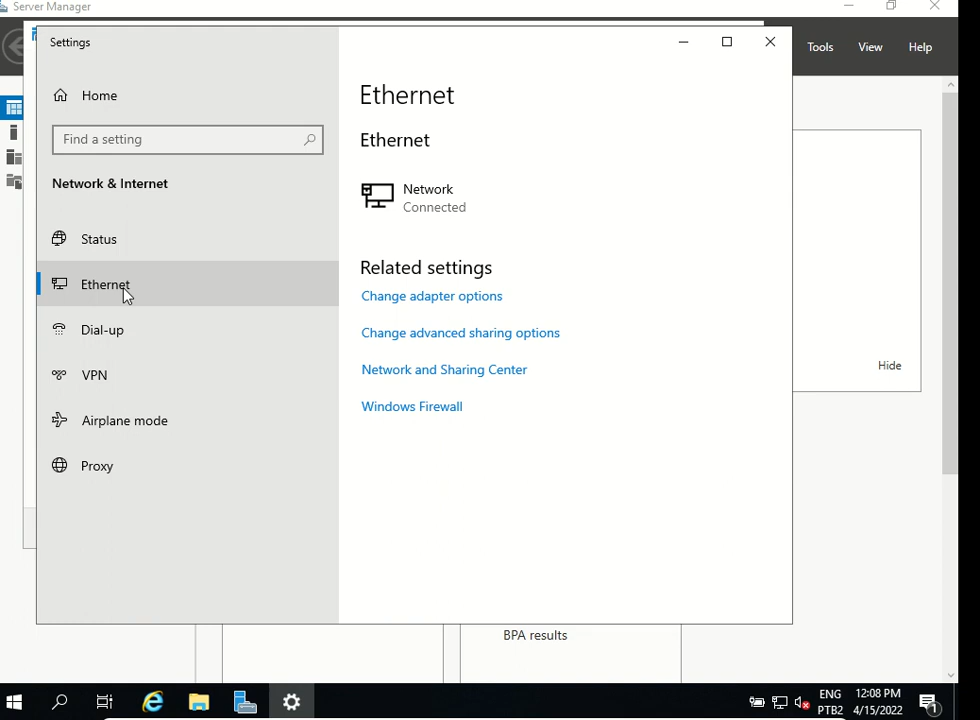 Server Manager
Settings
Tools View Help
Home
Find a setting
Network & Internet
Status
Ethernet
Dial-up
VPN
Airplane mode
Proxy
Ethernet
Ethernet
Network
Connected
Related settings
Change adapter options
Change advanced sharing options
Network and Sharing Center
Windows Firewall
Hide
BPA results
ENG
PTB2
12:08 PM
4/15/2022
1